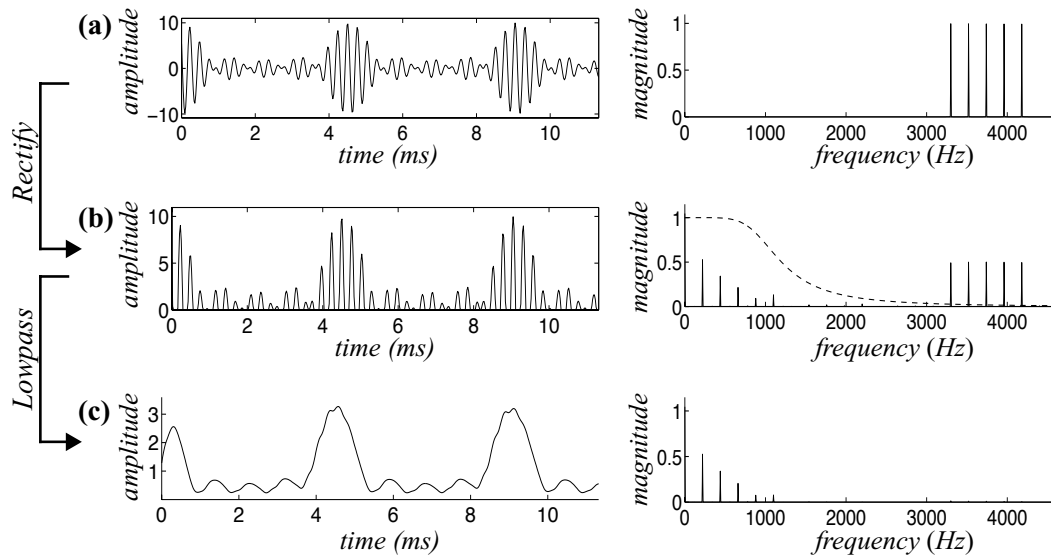 (a)
amplitude
10
0
−10
0 2 4 6 8 10
time (ms)
magnitude
1
0.5
0
0 1000 2000 3000 4000
frequency (Hz)
Rectify
(b)
amplitude
10
5
0
0 2 4 6 8 10
time (ms)
magnitude
1
0.5
0
0 1000 2000 3000 4000
frequency (Hz)
Lowpass
(c)
amplitude
3
2
1
0 2 4 6 8 10
time (ms)
magnitude
1
0.5
0
0 1000 2000 3000 4000
frequency (Hz)